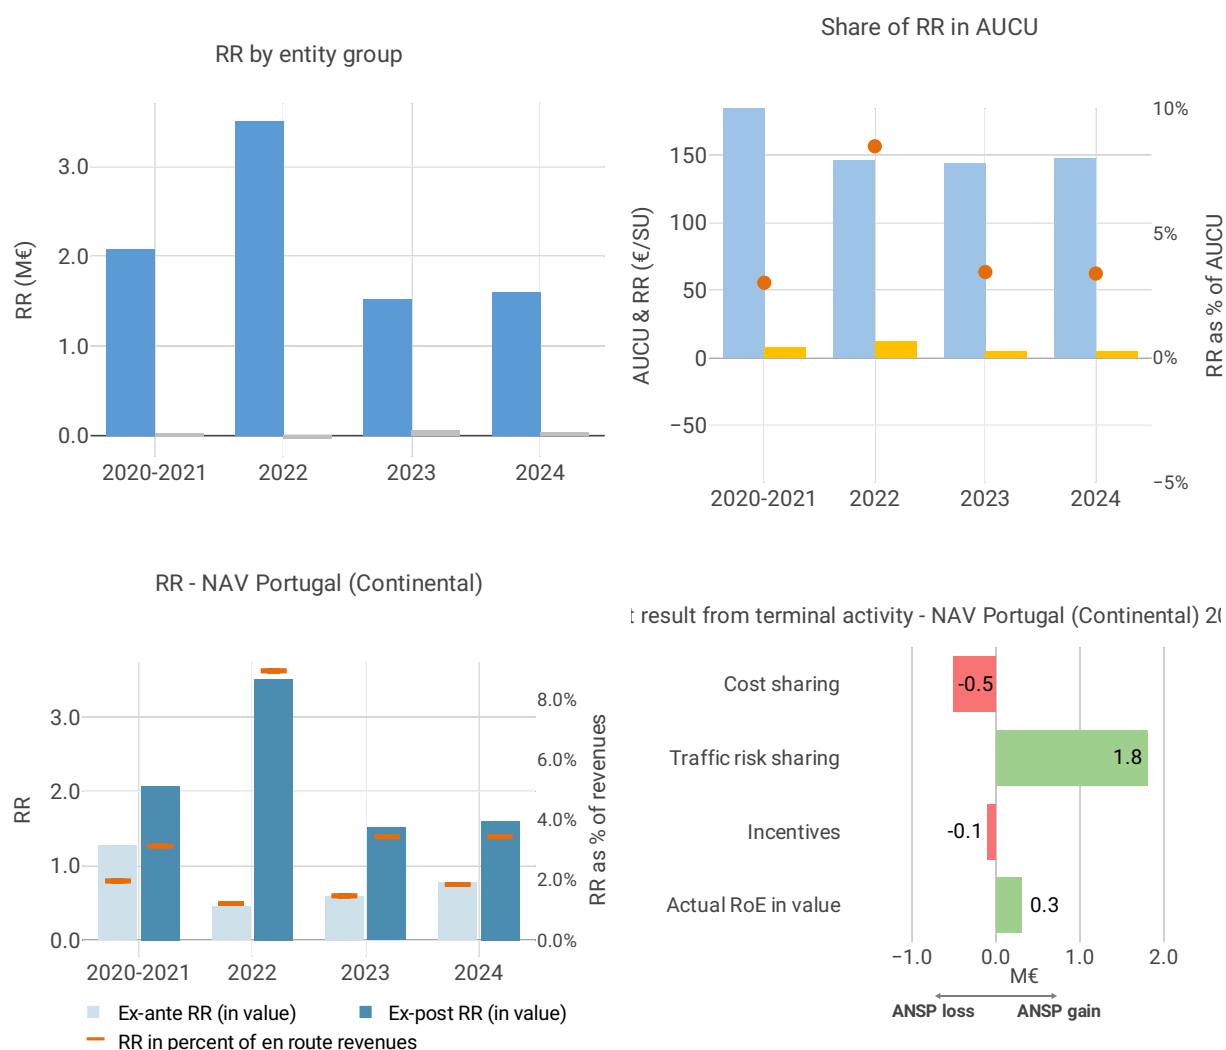 RR by entity group
RR (M€)
3.0
2.0
1.0
0.0
2020-2021
2022
2023
2024
Share of RR in AUCU
AUCU & RR (€/SU)
150
100
50
0
−50
10%
5%
0%
−5%
RR as % of AUCU
2020-2021
2022
2023
2024
RR - NAV Portugal (Continental)
RR
3.0
2.0
1.0
0.0
8.0%
6.0%
4.0%
2.0%
0.0%
RR as % of revenues
2020-2021
2022
2023
2024
Ex-ante RR (in value)
Ex-post RR (in value)
RR in percent of en route revenues
result from terminal activity - NAV Portugal (Continental)
Cost sharing
-0.5
Traffic risk sharing
1.8
Incentives
-0.1
Actual RoE in value
0.3
−1.0
0.0
1.0
2.0
M€
ANSP loss
ANSP gain